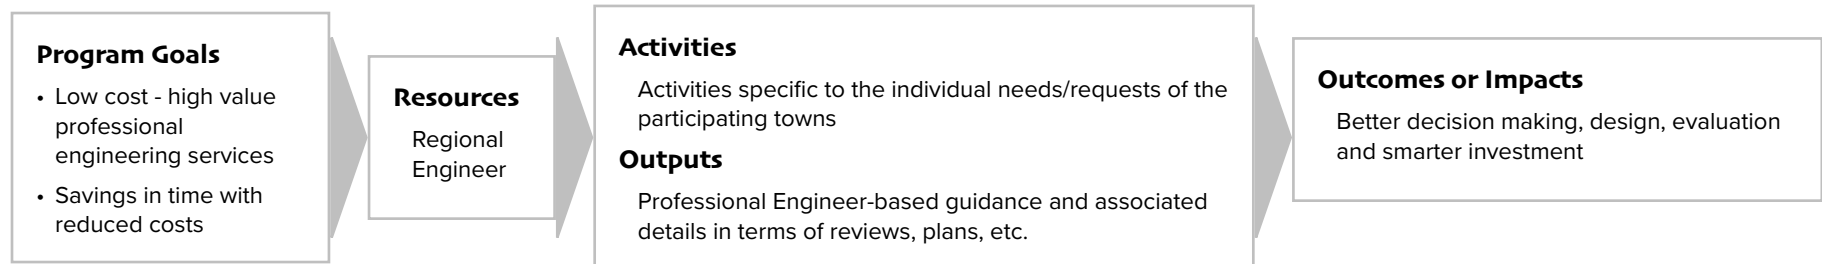 Program Goals
• Low cost - high value
professional
engineering services
• Savings in time with
reduced costs
Resources
Regional
Engineer
Activities
Activities specific to the individual needs/requests of the
participating towns
Outputs
Professional Engineer-based guidance and associated
details in terms of reviews, plans, etc.
Outcomes or Impacts
Better decision making, design, evaluation
and smarter investment